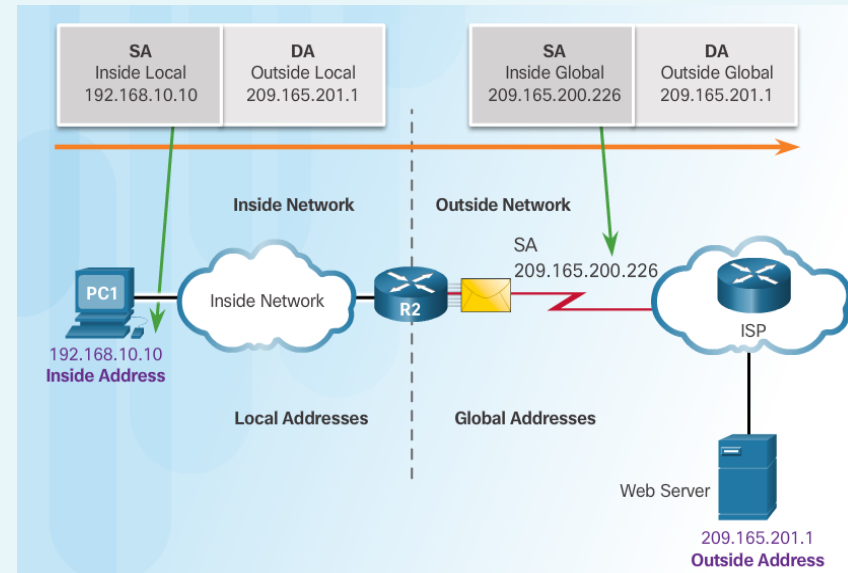 SA
Inside Local
192.168.10.10
DA
Outside Local
209.165.201.1
SA
Inside Global
209.165.200.226
DA
Outside Global
209.165.201.1
Inside Network
Outside Network
SA
209.165.200.226
PC1
Inside Network
R2
ISP
192.168.10.10
Inside Address
Local Addresses
Global Addresses
Web Server
209.165.201.1
Outside Address